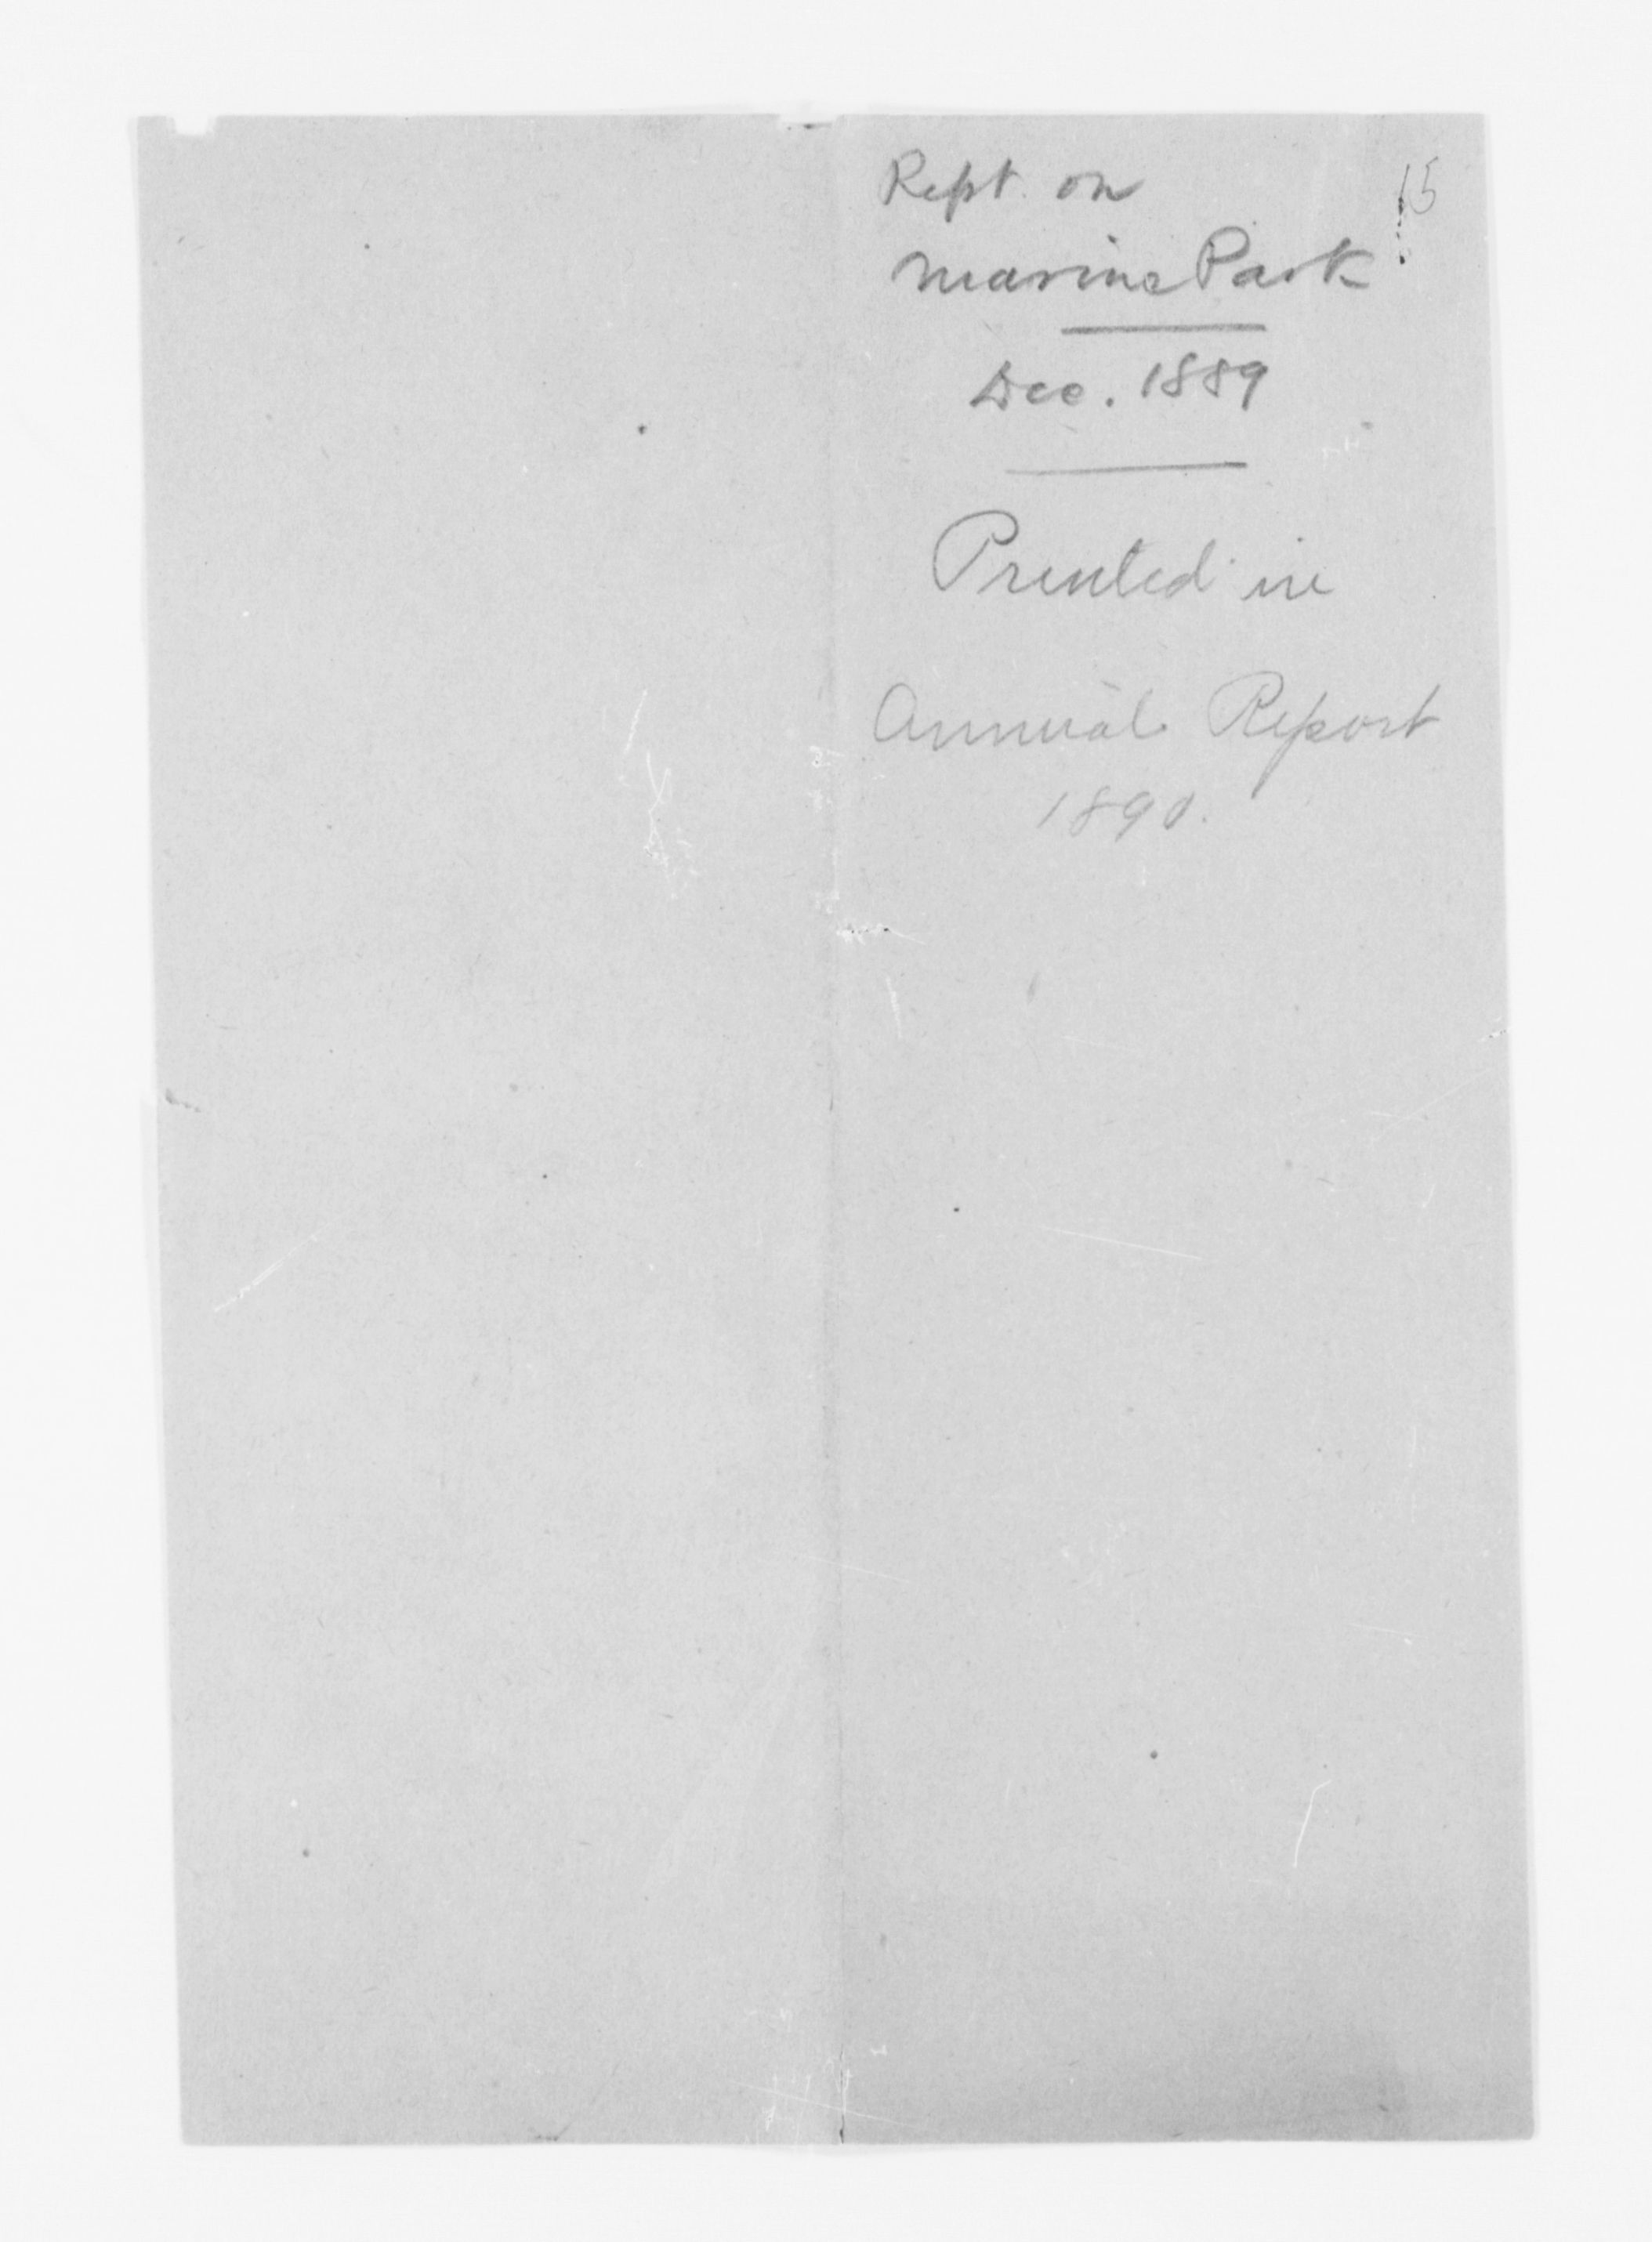 15
Rept. on
Marine Park
Dec. 1889
Printed in
Annual Report
1890.